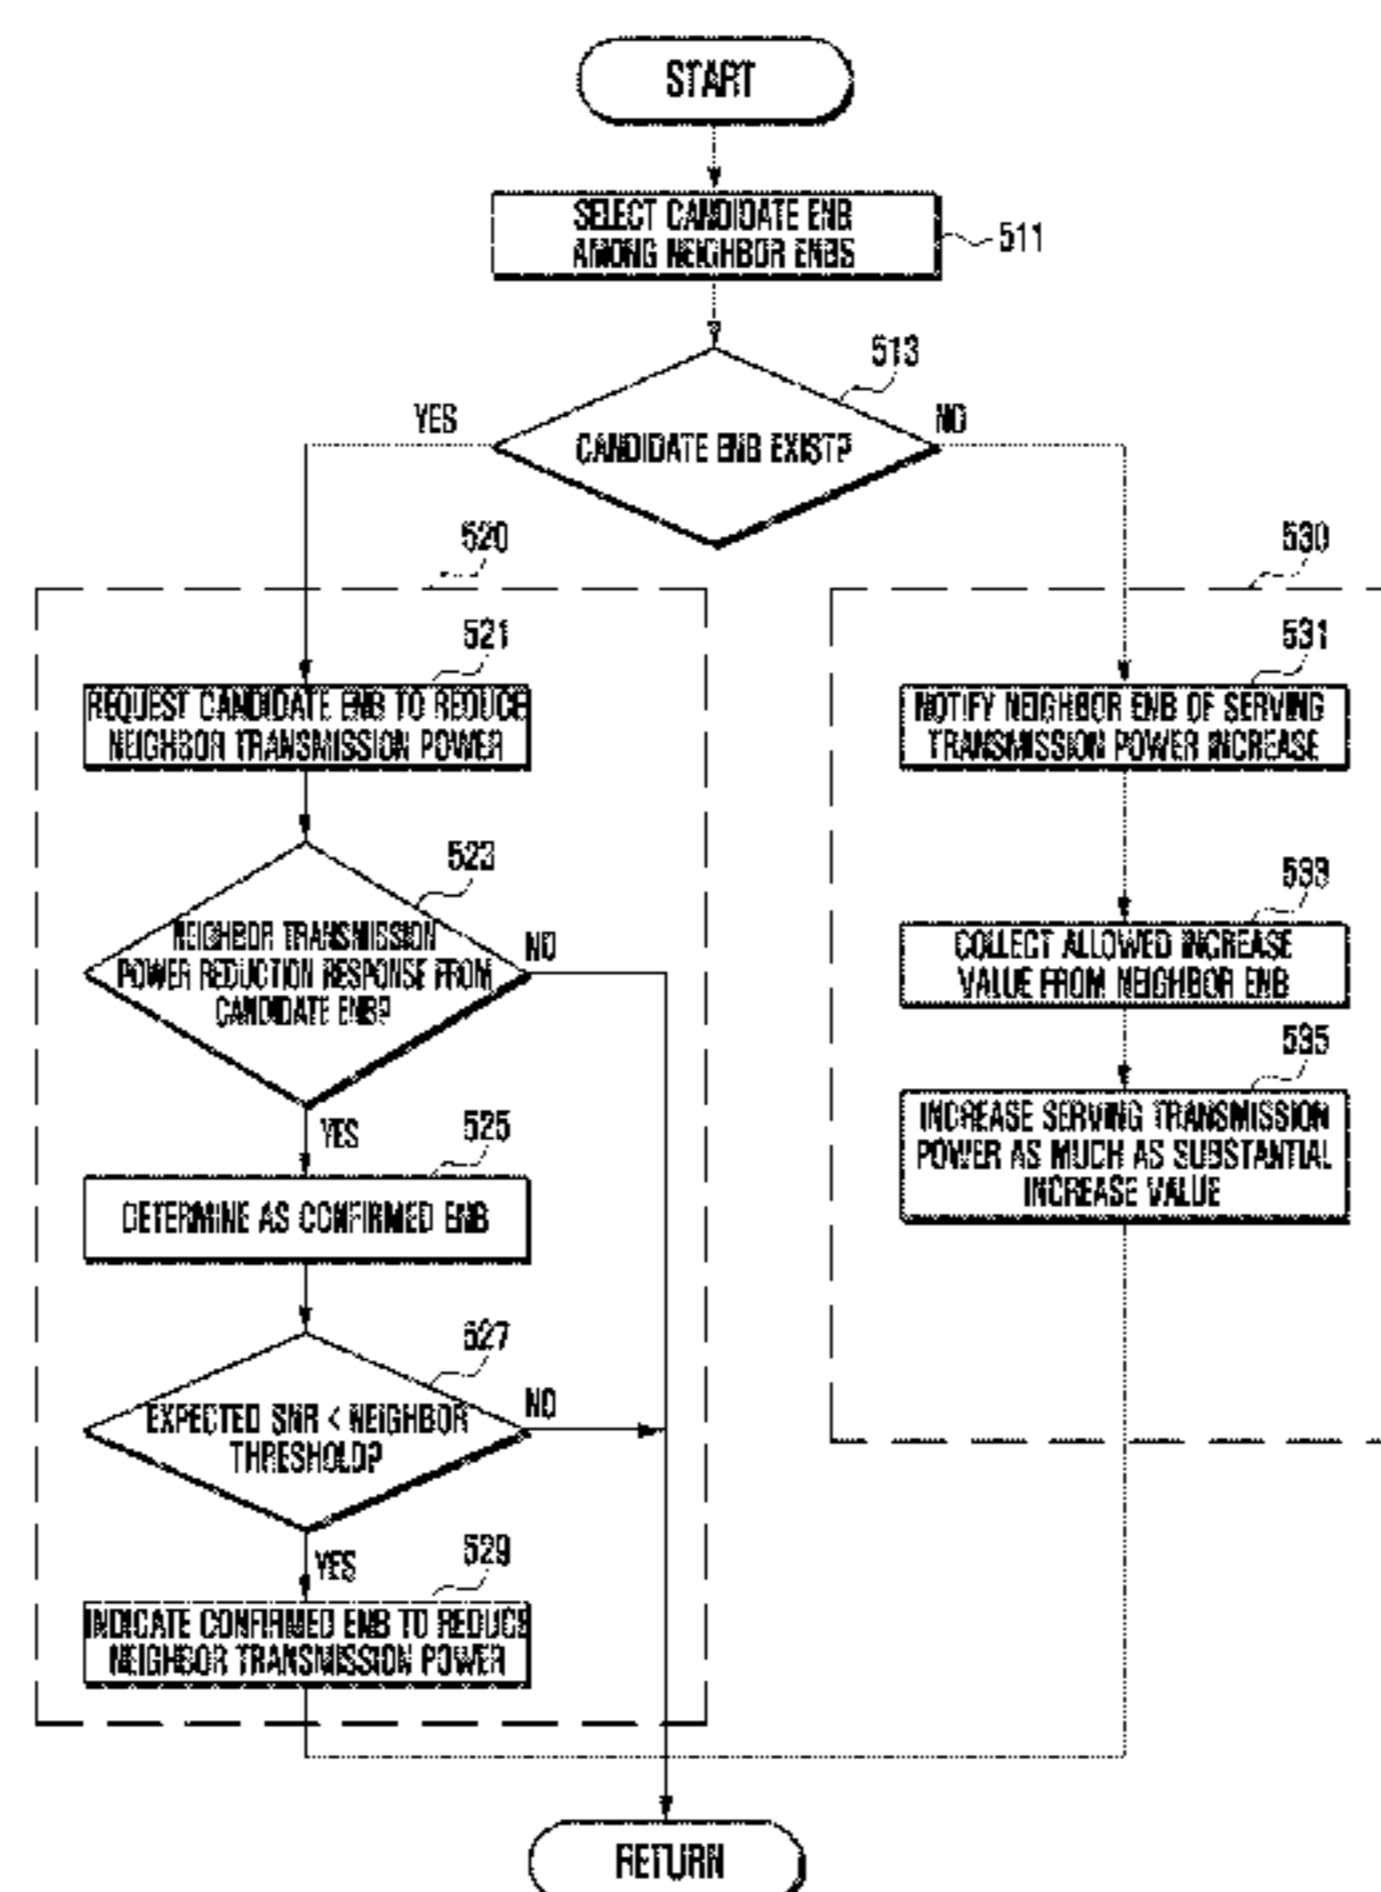 START
SELECT CANDIDATE ENB
AMONG NEIGHBOR ENBS
511
513
YES
NO
CANDIDATE ENB EXIST?
520
530
521
REQUEST CANDIDATE ENB TO REDUCE
NEIGHBOR TRANSMISSION POWER
531
NOTIFY NEIGHBOR ENB OF SERVING
TRANSMISSION POWER INCREASE
523
NEIGHBOR TRANSMISSION
POWER REDUCTION RESPONSE FROM
CANDIDATE ENB?
NO
533
COLLECT ALLOWED INCREASE
VALUE FROM NEIGHBOR ENB
YES
525
DETERMINE AS CONFIRMED ENB
535
INCREASE SERVING TRANSMISSION
POWER AS MUCH AS SUBSTANTIAL
INCREASE VALUE
527
EXPECTED SNR < NEIGHBOR
THRESHOLD?
NO
YES
529
INDICATE CONFIRMED ENB TO REDUCE
NEIGHBOR TRANSMISSION POWER
RETURN